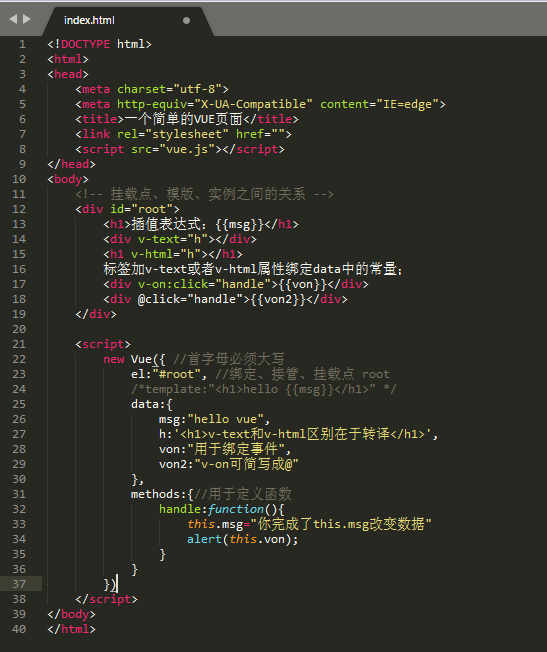 index.html
1 <!DOCTYPE html>
2 <html>
3 <head>
4     <meta charset="utf-8">
5     <meta http-equiv="X-UA-Compatible" content="IE=edge">
6     <title>一个简单的VUE页面</title>
7     <link rel="stylesheet" href="">
8     <script src="vue.js"></script>
9 </head>
10 <body>
11     <!-- 挂载点、模版、实例之间的关系 -->
12     <div id="root">
13         <h1>插值表达式: {{msg}}</h1>
14         <div v-text="h"></div>
15         <h1 v-html="h"></h1>
16         标签加v-text或者v-html属性绑定data中的常量;
17         <div v-on:click="handle">{{von}}</div>
18         <div @click="handle">{{von2}}</div>
19     </div>
20
21     <script>
22         new Vue({ //首字母必须大写
23             el:"#root", //绑定、接管、挂载点 root
24             /*template:"<h1>hello {{msg}}</h1>" */
25             data:{
26                 msg:"hello vue",
27                 h:'<h1>v-text和v-html区别在于转译</h1>',
28                 von:"用于绑定事件",
29                 von2:"v-on可简写成@"
30             },
31             methods:{//用于定义函数
32                 handle:function(){
33                     this.msg="你完成了this.msg改变数据"
34                     alert(this.von);
35                 }
36             }
37         })
38     </script>
39 </body>
40 </html>